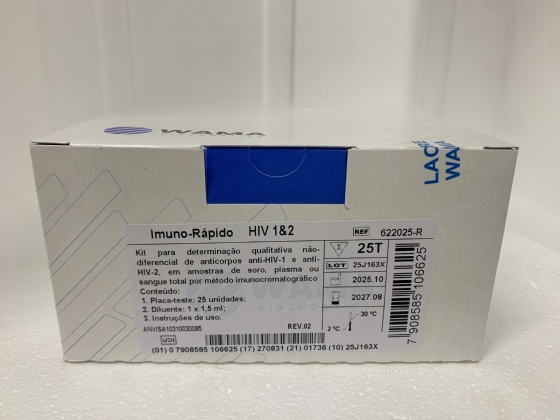 WAMA
LAC
WA
Imuno-Rápido HIV 1&2
REF 622025-R
Kit para determinação qualitativa não-
diferencial de anticorpos anti-HIV-1 e anti-
HIV-2, em amostras de soro, plasma ou
sangue total por método imunocromatográfico
Conteúdo:
1. Placa-teste: 25 unidades;
2. Diluente: 1 x 1,5 ml;
3. Instruções de uso.
ANVISA10310030085
REV.02
Σ 25T
LOT 25J163X
2025.10
2027.08
2 ºC
30 ºC
UDI
(01) 0 7908585 106625 (17) 270831 (21) 01736 (10) 25J163X
7 908585 106625